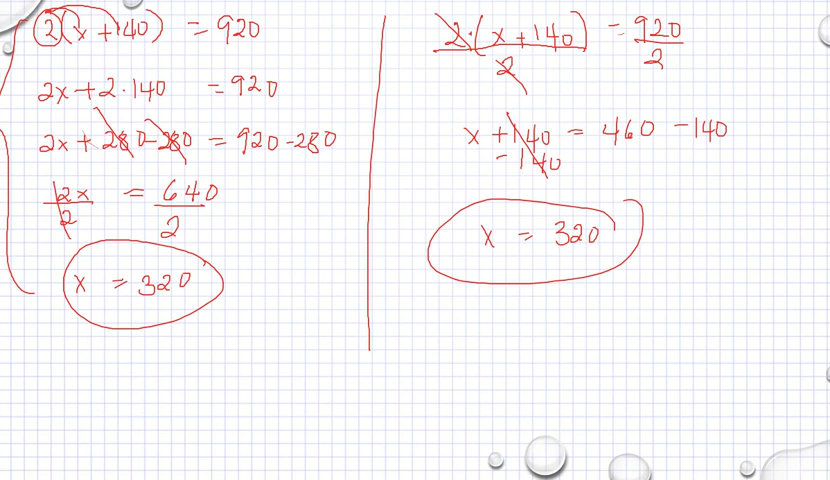 2(x + 140) = 920
2x + 2 · 140 = 920
2x + 280 - 280 = 920 - 280
2x / 2 = 640 / 2
x = 320
2 · (x + 140) / 2 = 920 / 2
x + 140 = 460 - 140
- 140
x = 320